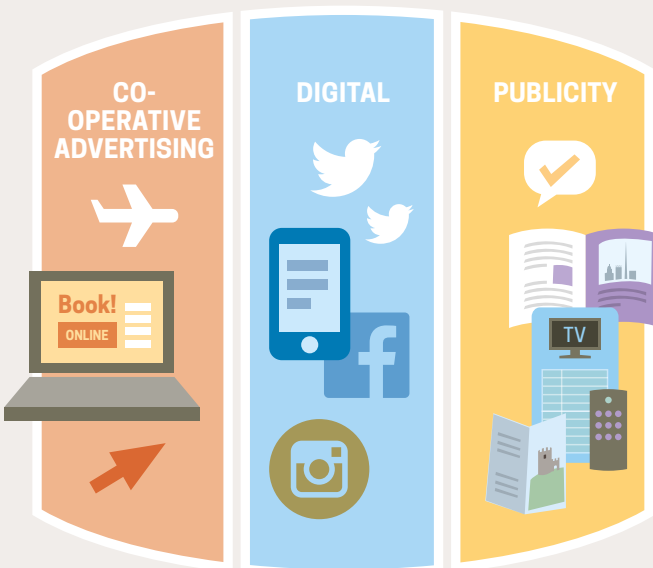 CO-
OPERATIVE
ADVERTISING
Book!
ONLINE
DIGITAL
f
PUBLICITY
TV